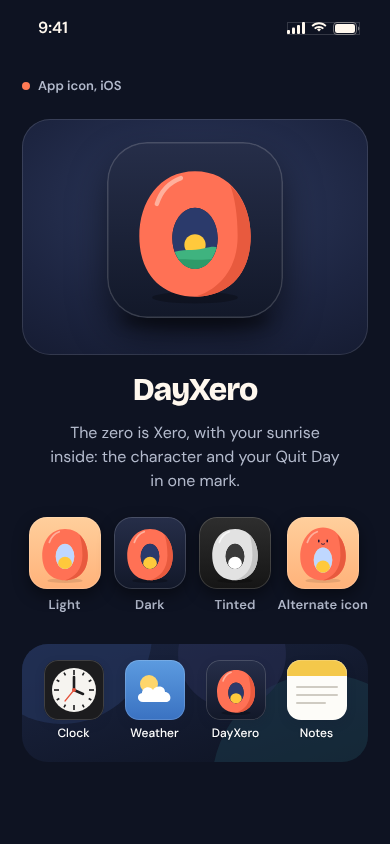 9:41
App icon, iOS
DayXero
The zero is Xero, with your sunrise
inside: the character and your Quit Day
in one mark.
Light
Dark
Tinted
Alternate icon
Clock
Weather
DayXero
Notes